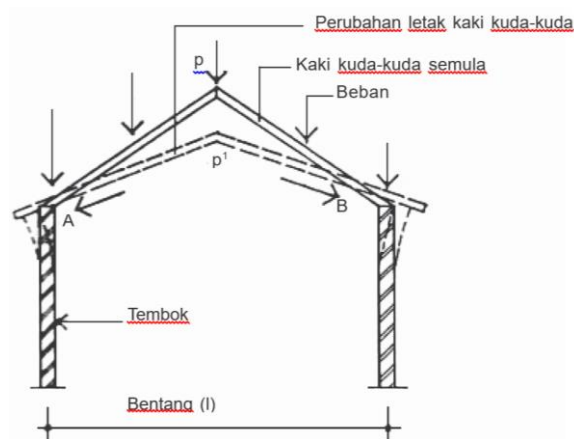 Perubahan letak kaki kuda-kuda
p
Kaki kuda-kuda semula
Beban
p¹
A
B
Tembok
Bentang (l)